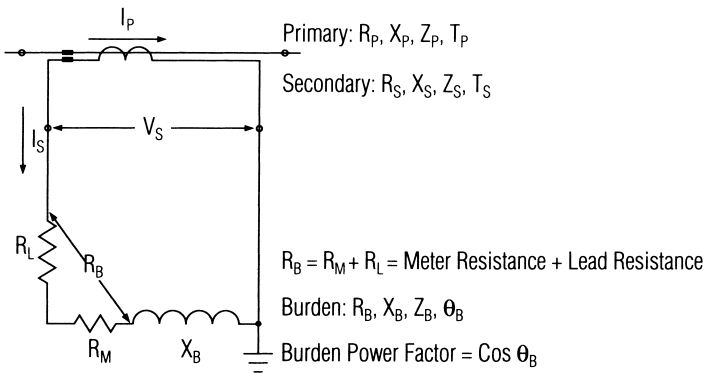 I_P
Primary: R_P, X_P, Z_P, T_P
Secondary: R_S, X_S, Z_S, T_S
V_S
I_S
R_L
R_B
R_B = R_M + R_L = Meter Resistance + Lead Resistance
Burden: R_B, X_B, Z_B, θ_B
R_M
X_B
Burden Power Factor = Cos θ_B